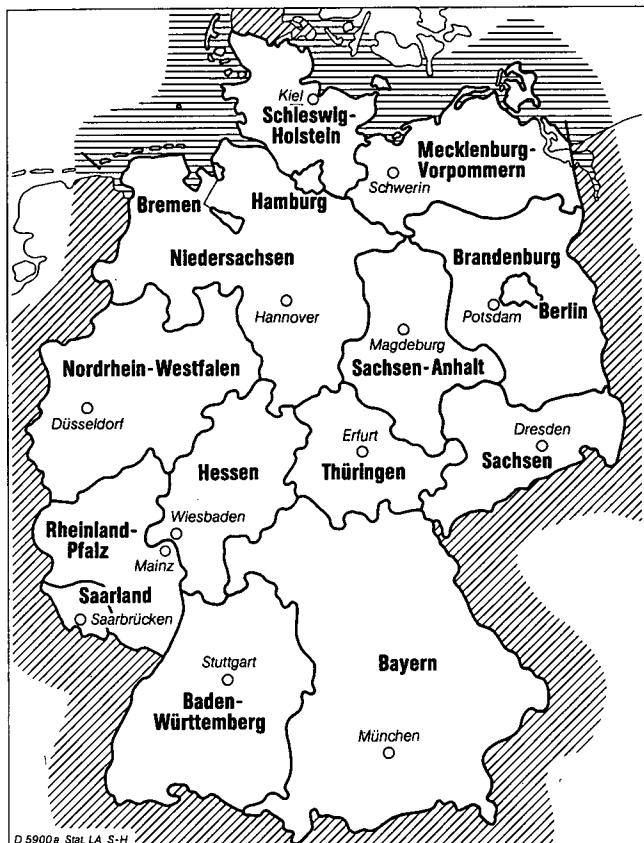 Kiel
Schleswig-
Holstein
Mecklenburg-
Vorpommern
Schwerin
Bremen
Hamburg
Niedersachsen
Hannover
Brandenburg
Potsdam
Berlin
Magdeburg
Sachsen-Anhalt
Nordrhein-Westfalen
Düsseldorf
Hessen
Erfurt
Thüringen
Dresden
Sachsen
Wiesbaden
Rheinland-
Pfalz
Mainz
Saarland
Saarbrücken
Stuttgart
Baden-
Württemberg
Bayern
München
D 5900a Stat. LA S-H